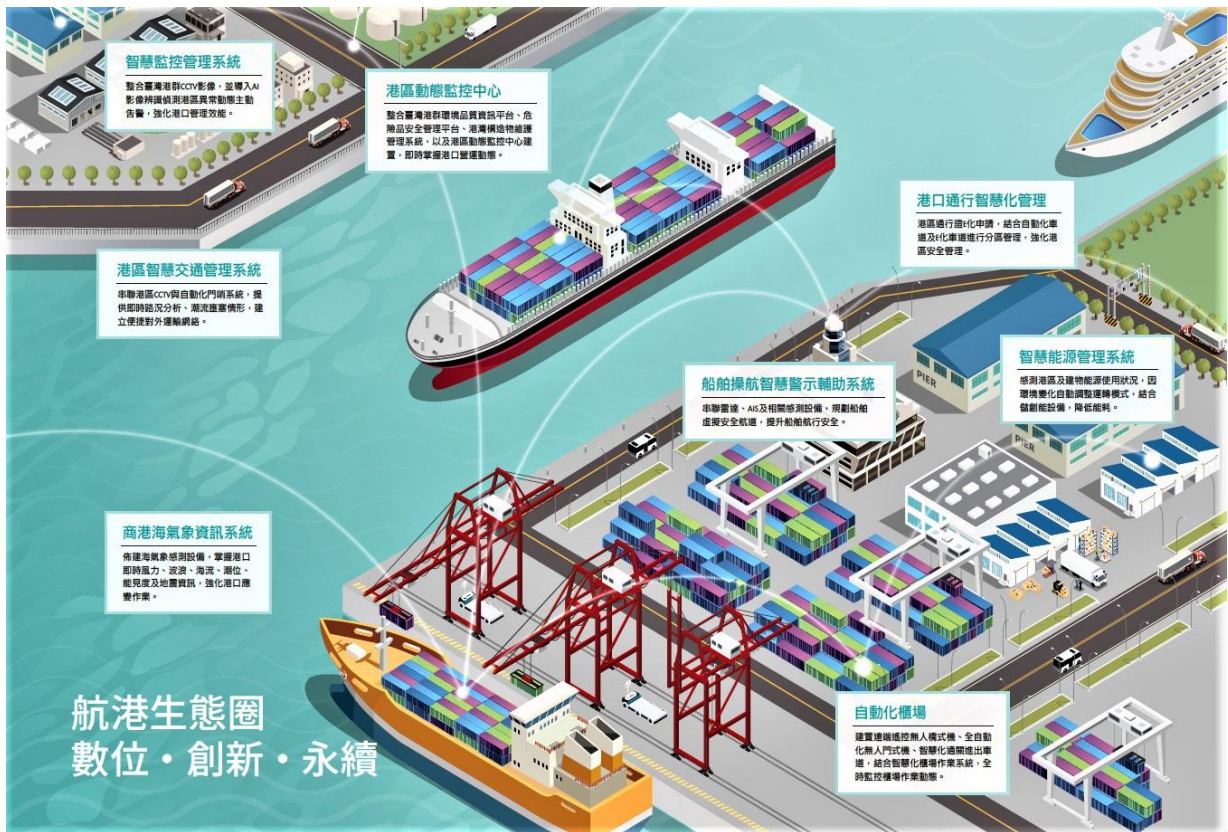 智慧監控管理系統
整合臺灣港群CCTV影像，並導入AI
影像辨識偵測港區異常動態主動
告警，強化港口管理效能。
港區動態監控中心
整合臺灣港群環境品質資訊平台、危
險品安全管理平台、港灣構造物維護
管理系統，以及港區動態監控中心建
置，即時掌握港口營運動態。
港口通行智慧化管理
港區通行證E化申請，結合自動化車
道及E化車道進行分區管理，強化港
區安全管理。
港區智慧交通管理系統
串聯港區CCTV與自動化門哨系統，提
供即時路況分析、潮流壅塞情形，建
立便捷對外運輸網絡。
智慧能源管理系統
感測港區及建物能源使用狀況，因
環境變化自動調整運轉模式，結合
儲創能設備，降低能耗。
船舶操航智慧警示輔助系統
串聯雷達、AIS及相關感測設備，規劃船舶
虛擬安全航道，提升船舶航行安全。
PIER
PIER
商港海氣象資訊系統
佈建海氣象感測設備，掌握港口
即時風力、波浪、海流、潮位、
能見度及地震資訊，強化港口應
變作業。
航港生態圈
數位・創新・永續
自動化櫃場
建置遠端遙控無人橋式機、全自動
化無人門式機、智慧化通關進出車
道，結合智慧化櫃場作業系統，全
時監控櫃場作業動態。